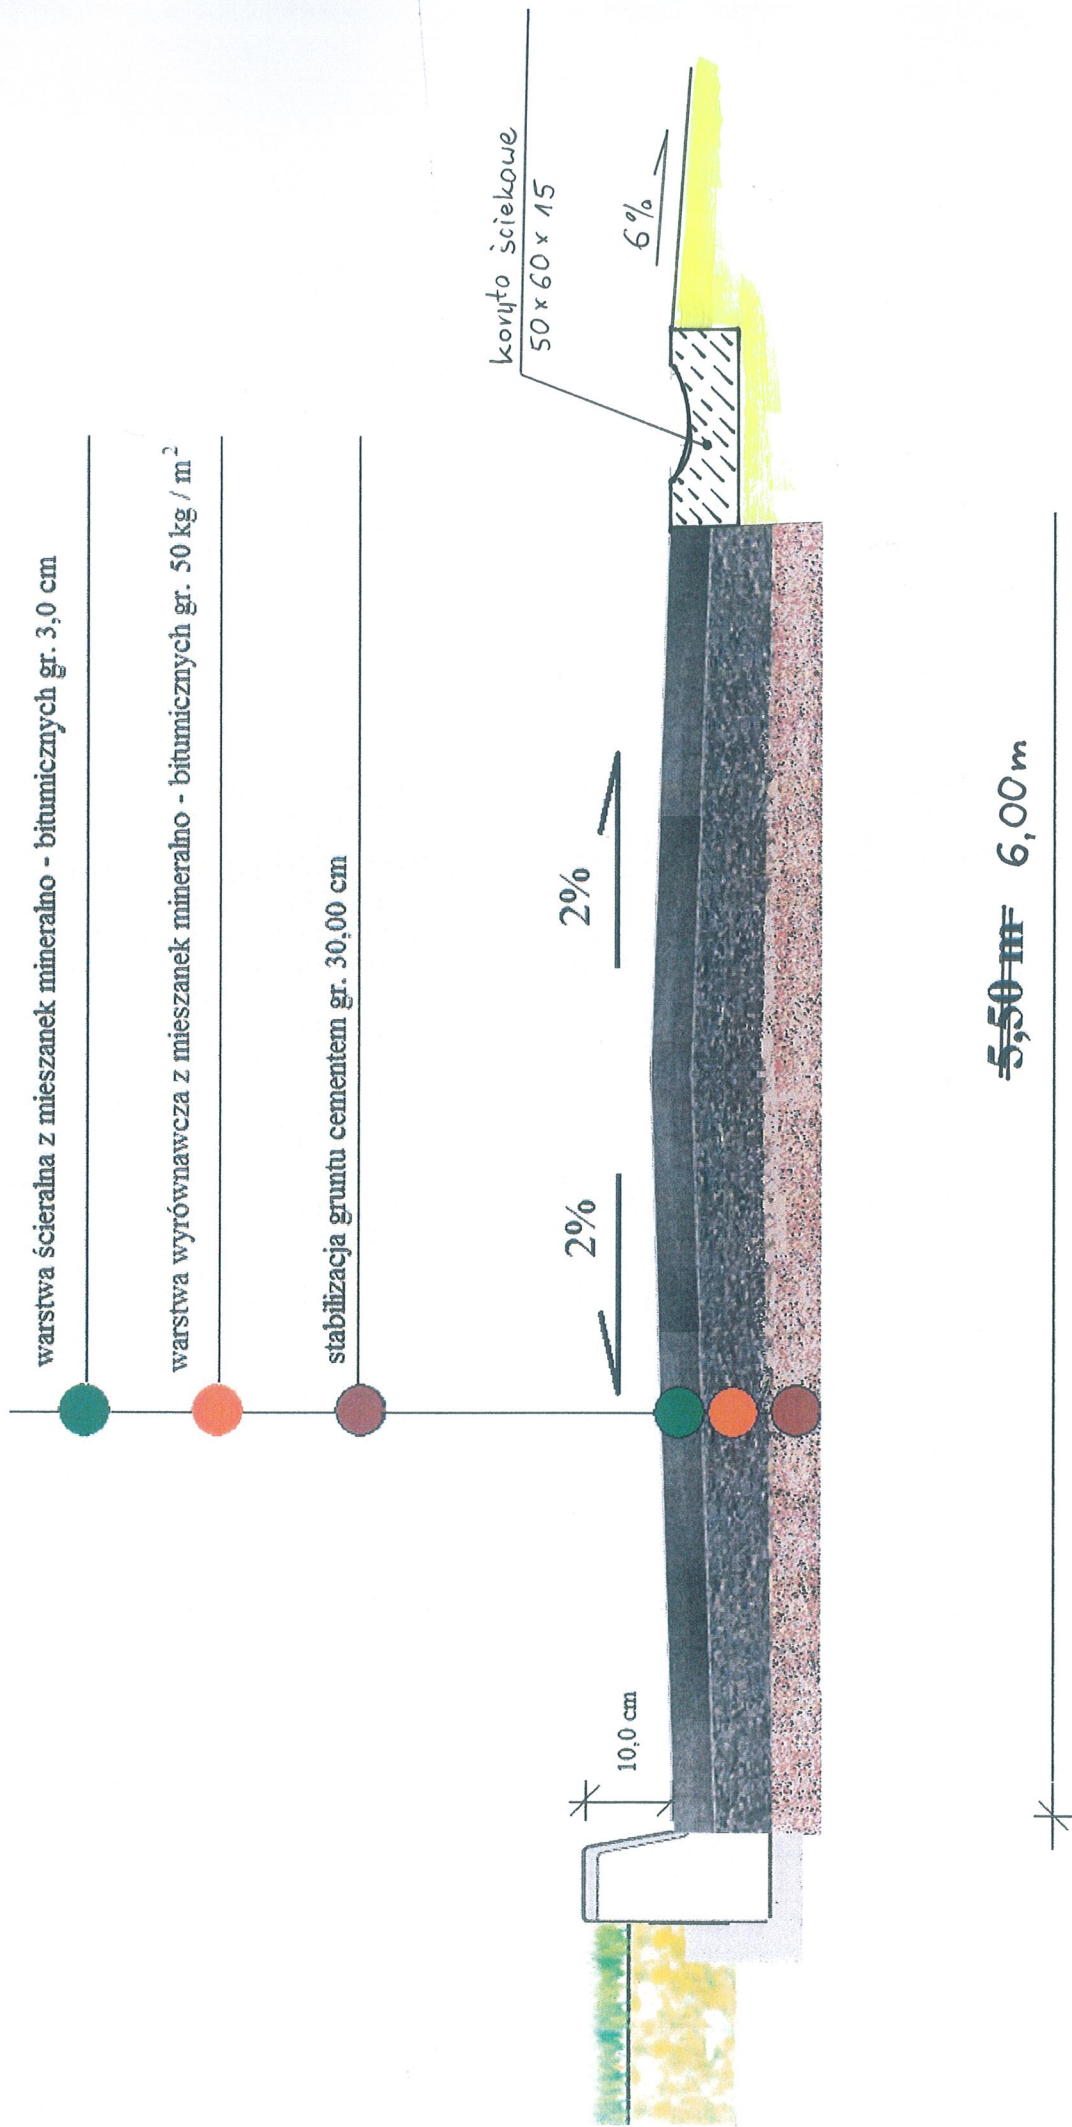 warstwa ścieralna z mieszanek mineralno - bitumicznych gr. 3,0 cm
warstwa wyrównawcza z mieszanek mineralno - bitumicznych gr. 50 kg / m²
stabilizacja gruntu cementem gr. 30,00 cm
koryto ściekowe
50 x 60 x 15
2%
2%
6%
10,0 cm
5,50 m 6,00m